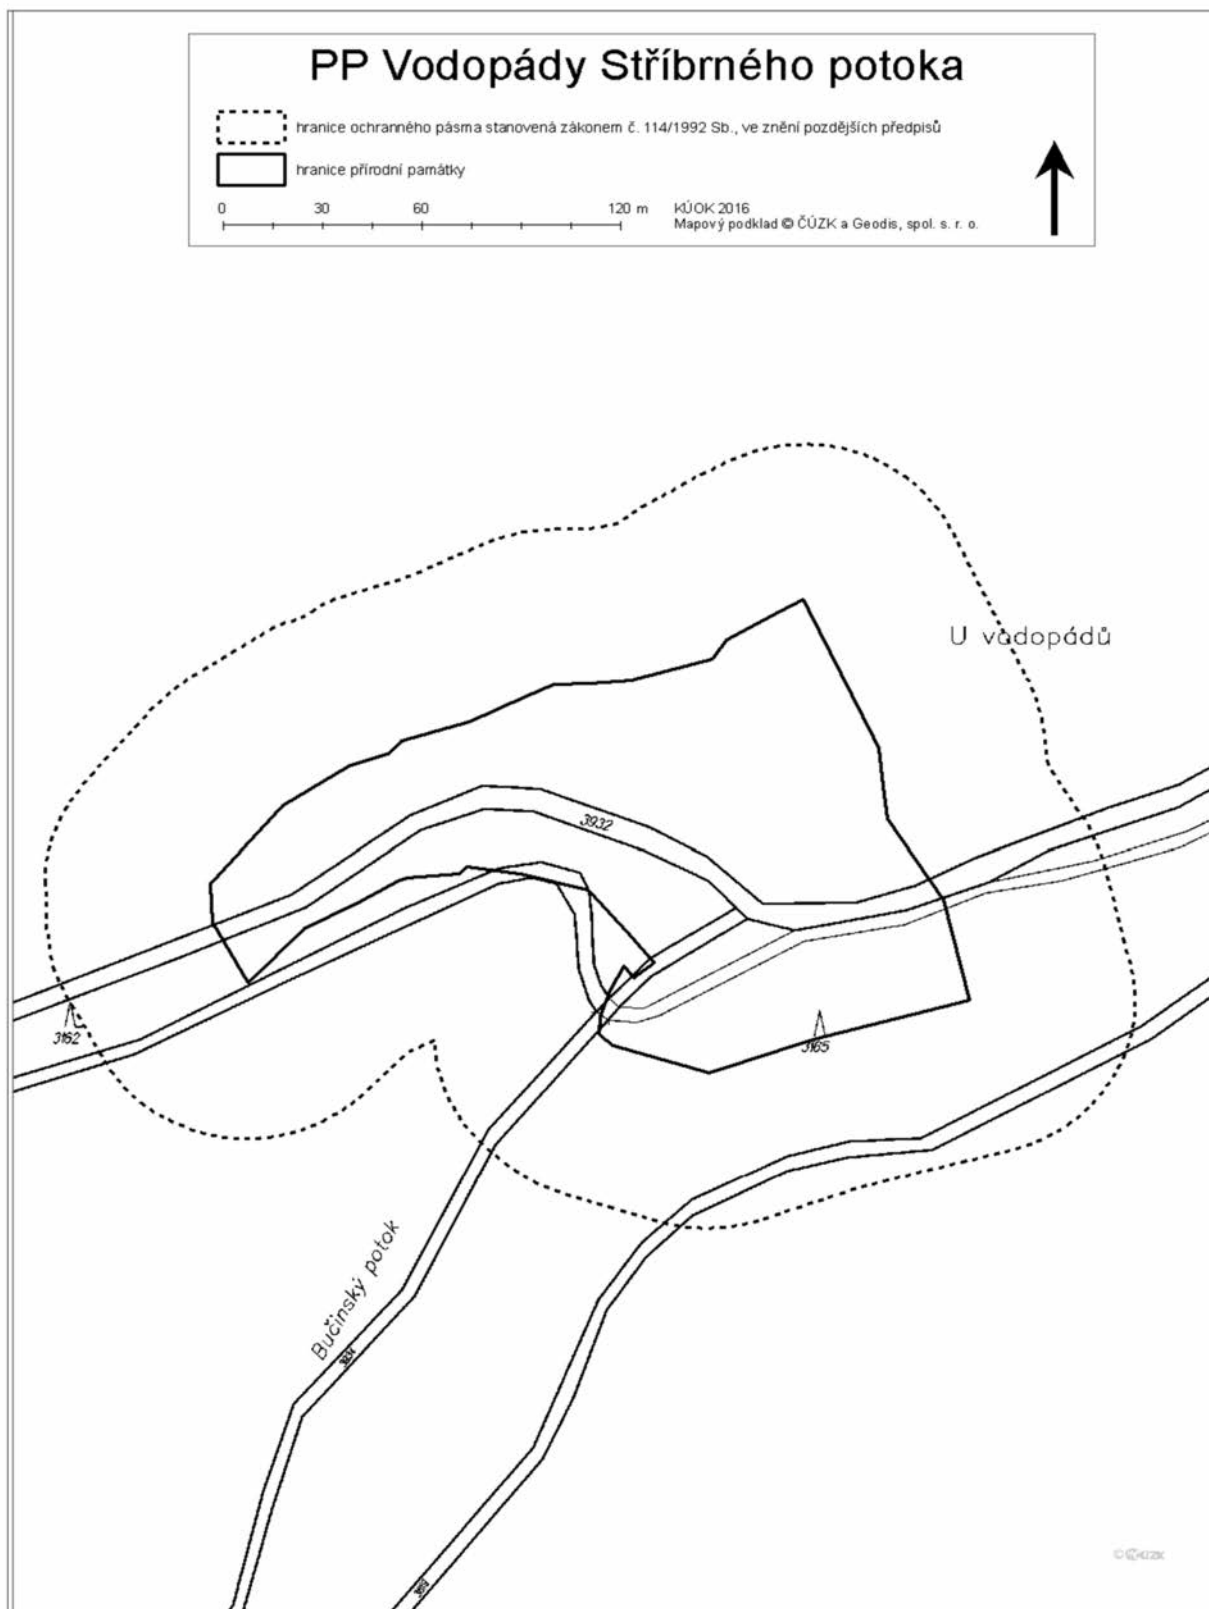 PP Vodopády Stříbrného potoka
hranice ochranného pásma stanovená zákonem č. 114/1992 Sb., ve znění pozdějších předpisů
hranice přírodní památky
0 30 60 120 m
KÚOK 2016
Mapový podklad © ČÚZK a Geodis, spol. s. r. o.
U vodopádů
3932
3162
3165
Bučinský potok